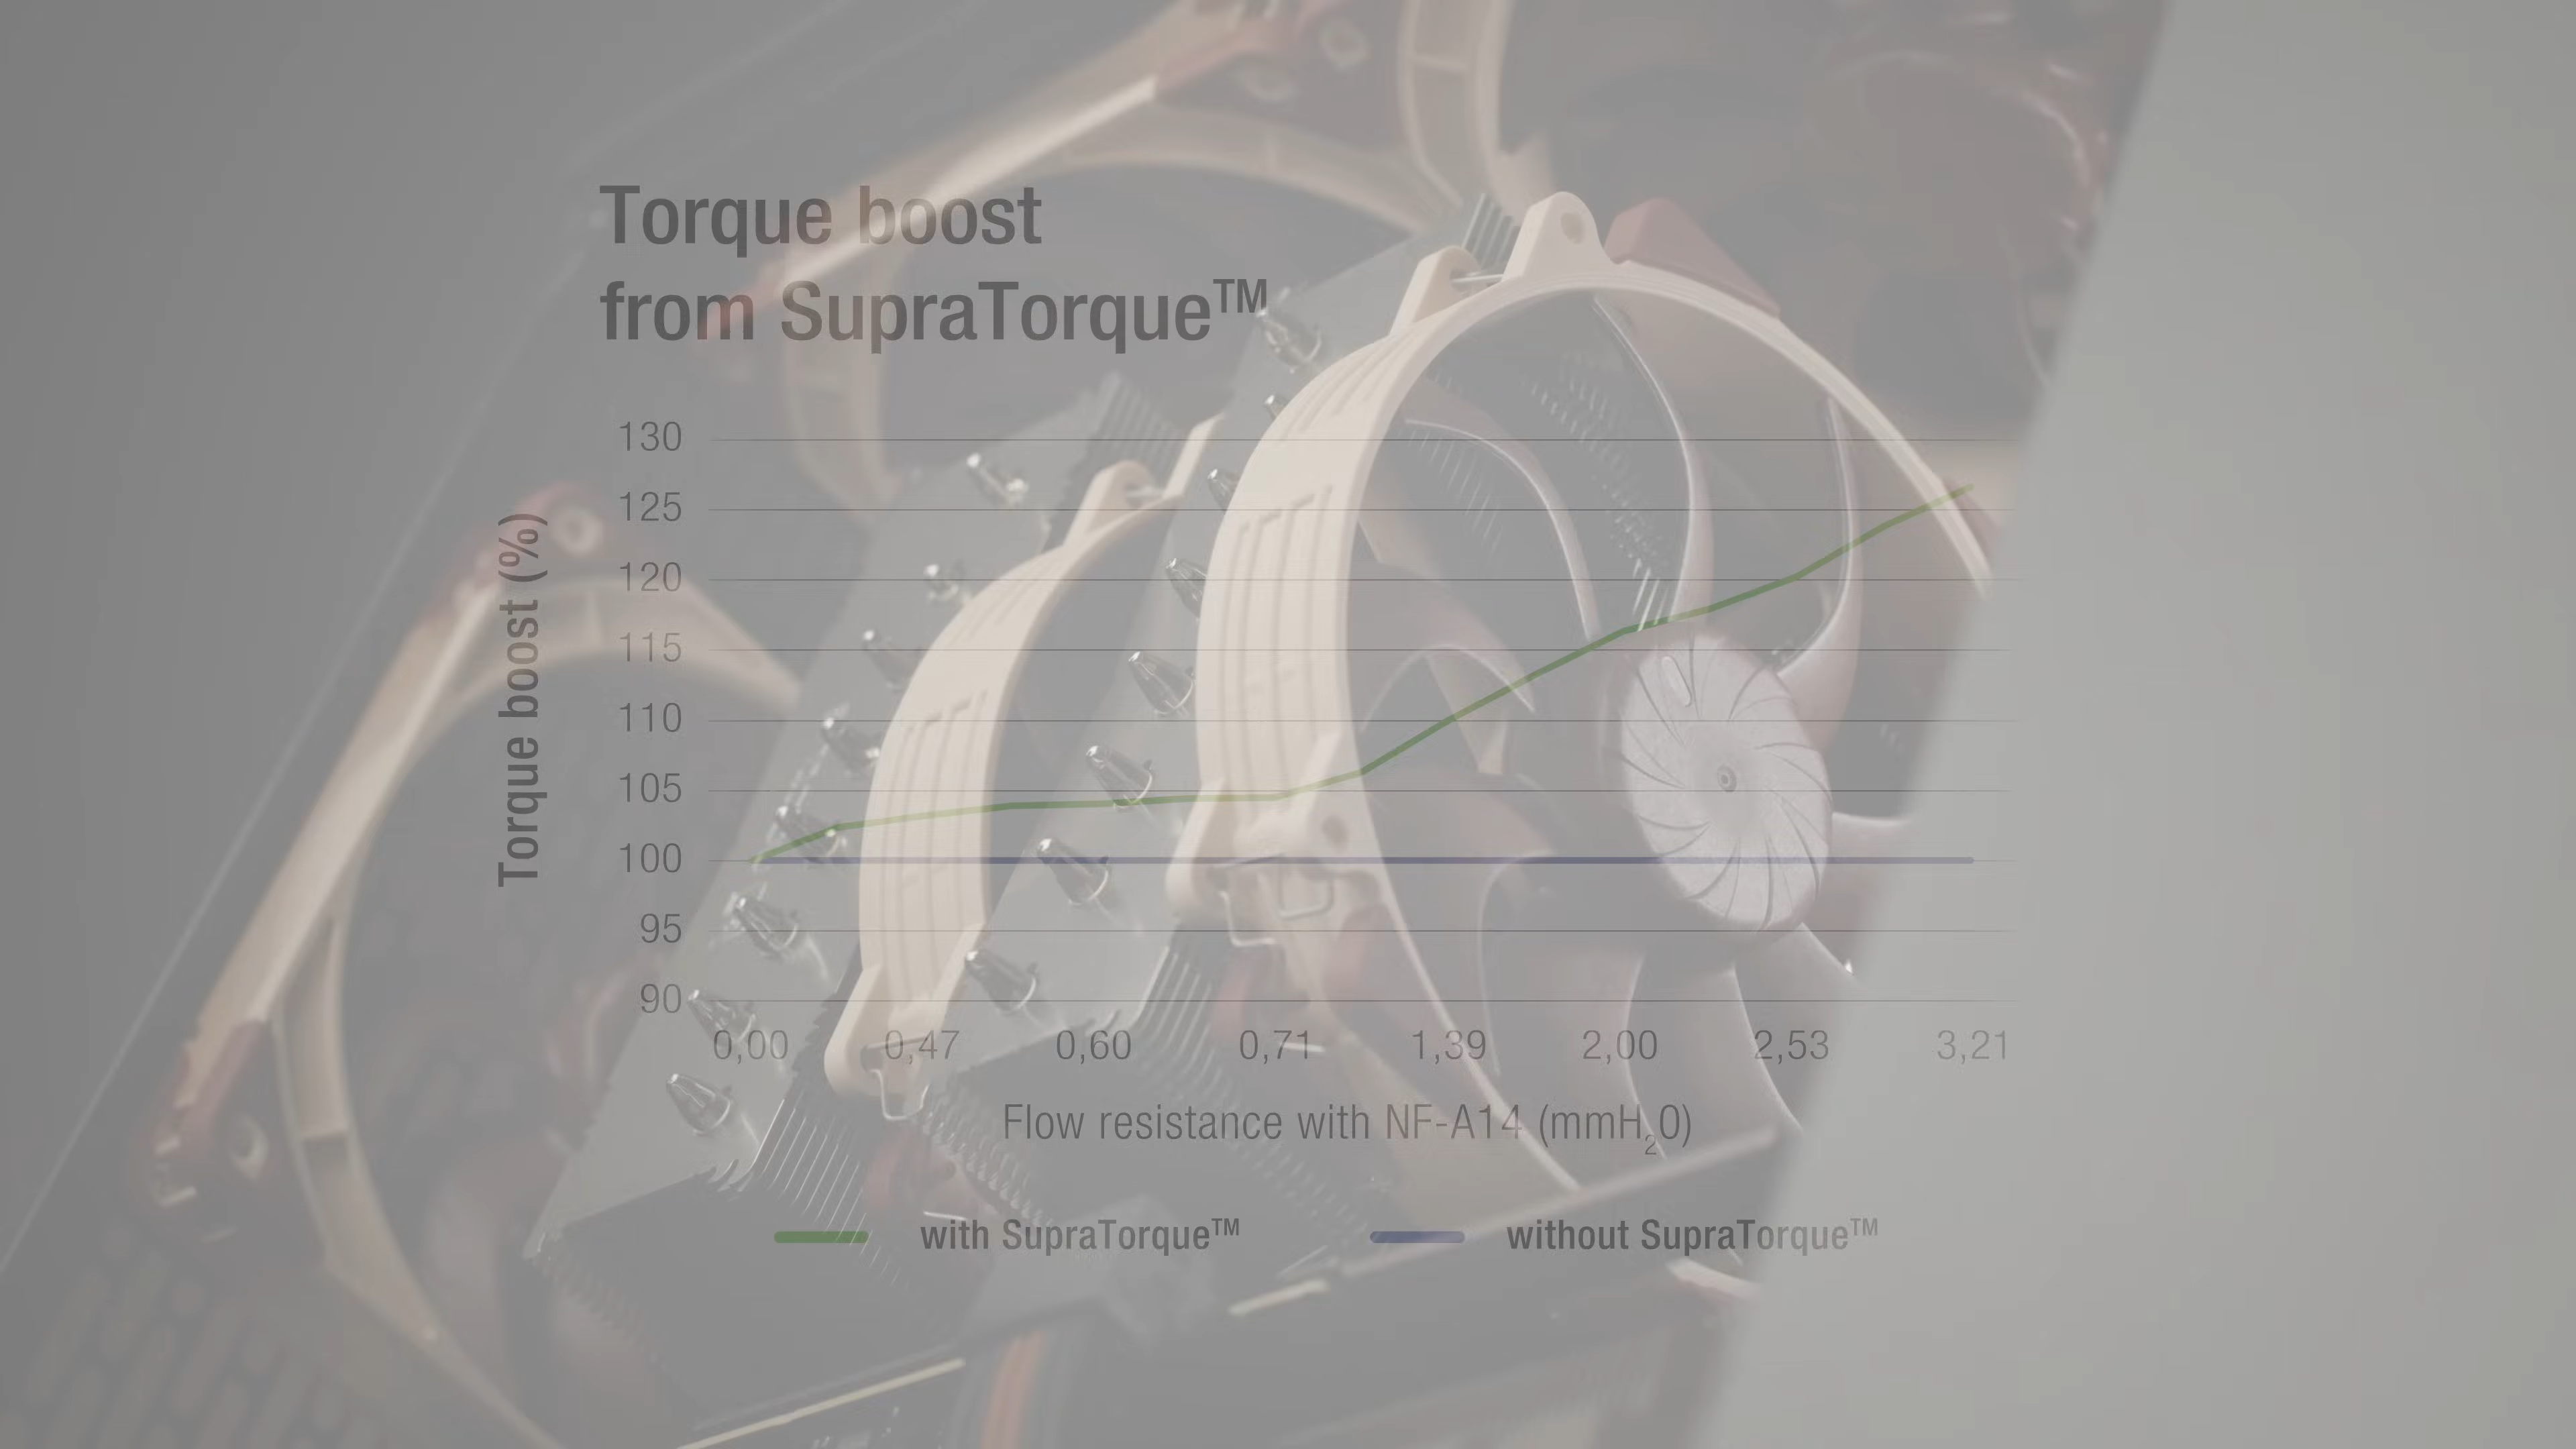 Torque boost
from SupraTorque™
Torque boost (%)
130
125
120
115
110
105
100
95
90
0,00 0,47 0,60 0,71 1,39 2,00 2,53 3,21
Flow resistance with NF-A14 (mmH₂0)
with SupraTorque™ without SupraTorque™